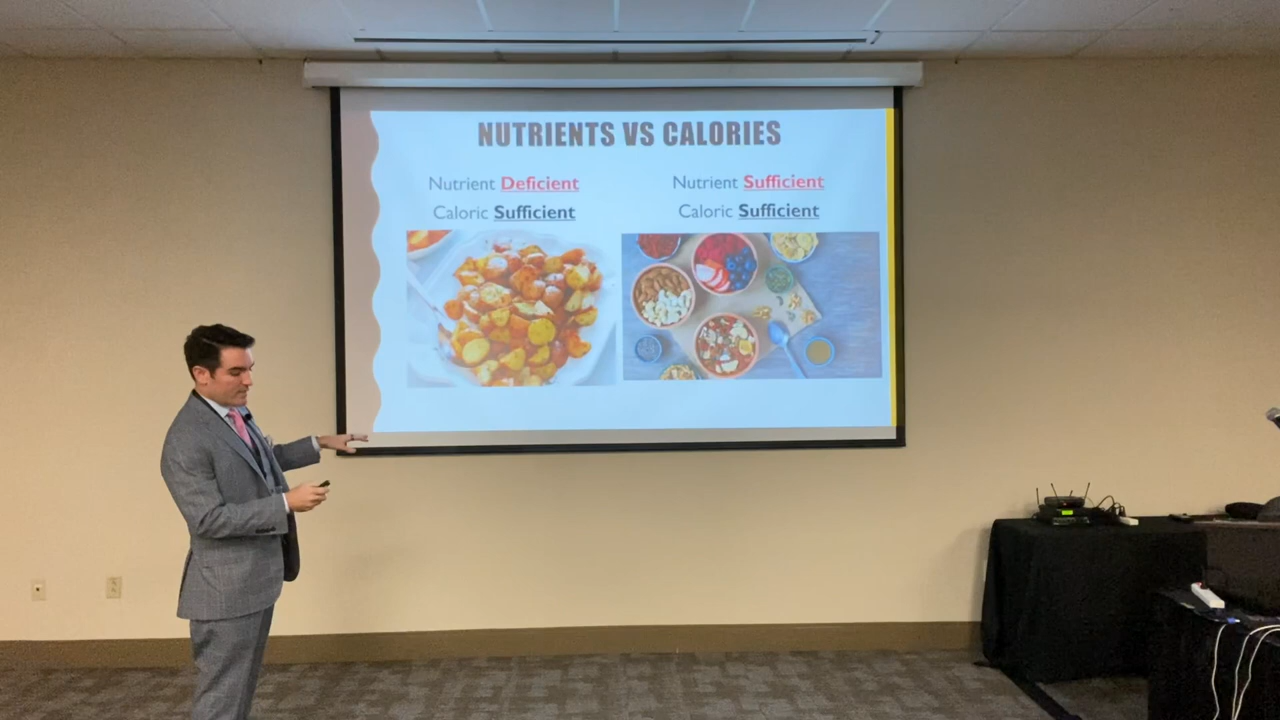 NUTRIENTS VS CALORIES
Nutrient Deficient
Caloric Sufficient
Nutrient Sufficient
Caloric Sufficient